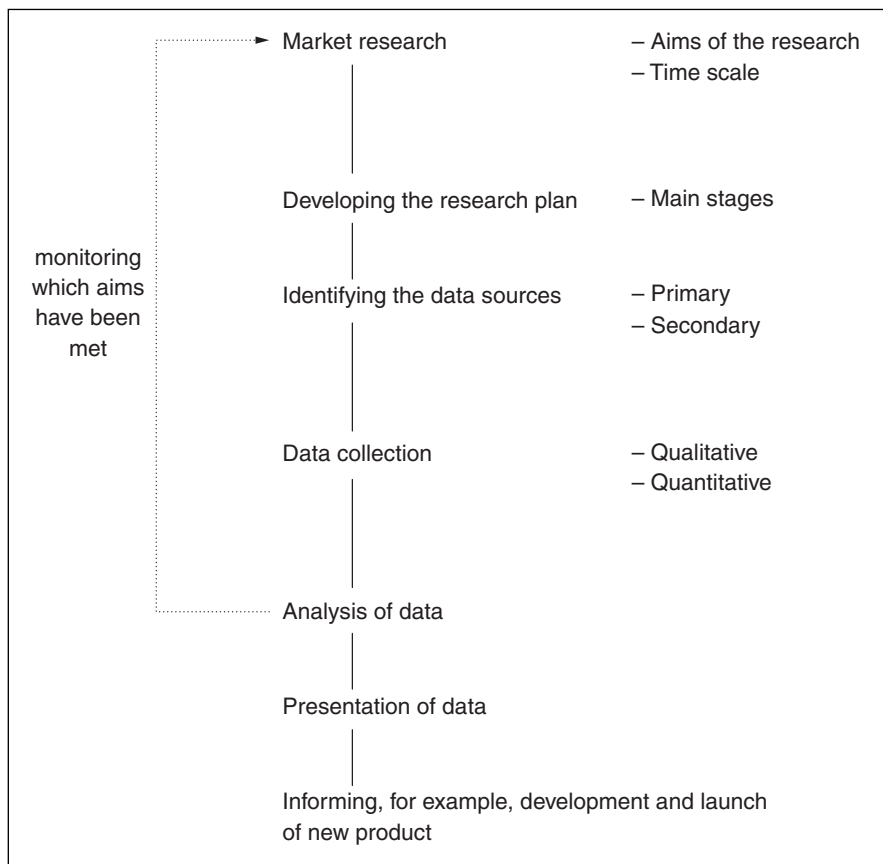 Market research – Aims of the research
– Time scale
Developing the research plan – Main stages
monitoring
which aims
have been
met
Identifying the data sources – Primary
– Secondary
Data collection – Qualitative
– Quantitative
Analysis of data
Presentation of data
Informing, for example, development and launch
of new product